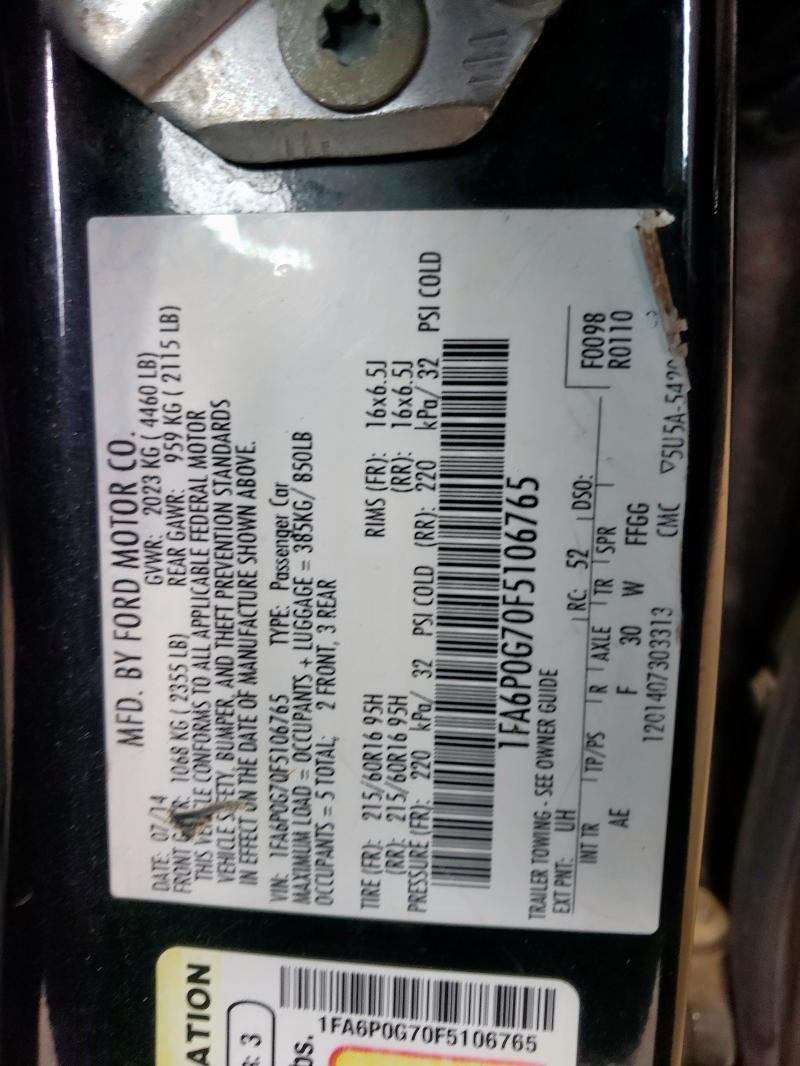 MFD. BY FORD MOTOR CO.
DATE: 07/14 GVWR: 2023 KG ( 4460 LB)
FRONT 1068 KG ( 2355 LB) REAR GAWR: 959 KG ( 2115 LB)
THIS VEHICLE CONFORMS TO ALL APPLICABLE FEDERAL MOTOR
VEHICLE SAFETY, BUMPER, AND THEFT PREVENTION STANDARDS
IN EFFECT ON THE DATE OF MANUFACTURE SHOWN ABOVE.
VIN: 1FA6P0G70F5106765 TYPE: Passenger Car
MAXIMUM LOAD = OCCUPANTS + LUGGAGE = 385KG/ 850LB
OCCUPANTS = 5 TOTAL; 2 FRONT, 3 REAR
TIRE (FR): 215/60R16 95H RIMS (FR): 16x6.5J
(RR): 215/60R16 95H (RR): 16x6.5J
PRESSURE (FR): 220 kPa/ 32 PSI COLD (RR): 220 kPa/ 32 PSI COLD
1FA6P0G70F5106765
TRAILER TOWING - SEE OWNER GUIDE
EXT PNT: UH RC: 52 DSO: F0098
INT TR TP/PS R AXLE TR SPR R0110
AE F 30 W FFGG
1201407303313 CMC ▽5U5A-5420
ATION
R: 3
bs.
1FA6P0G70F5106765